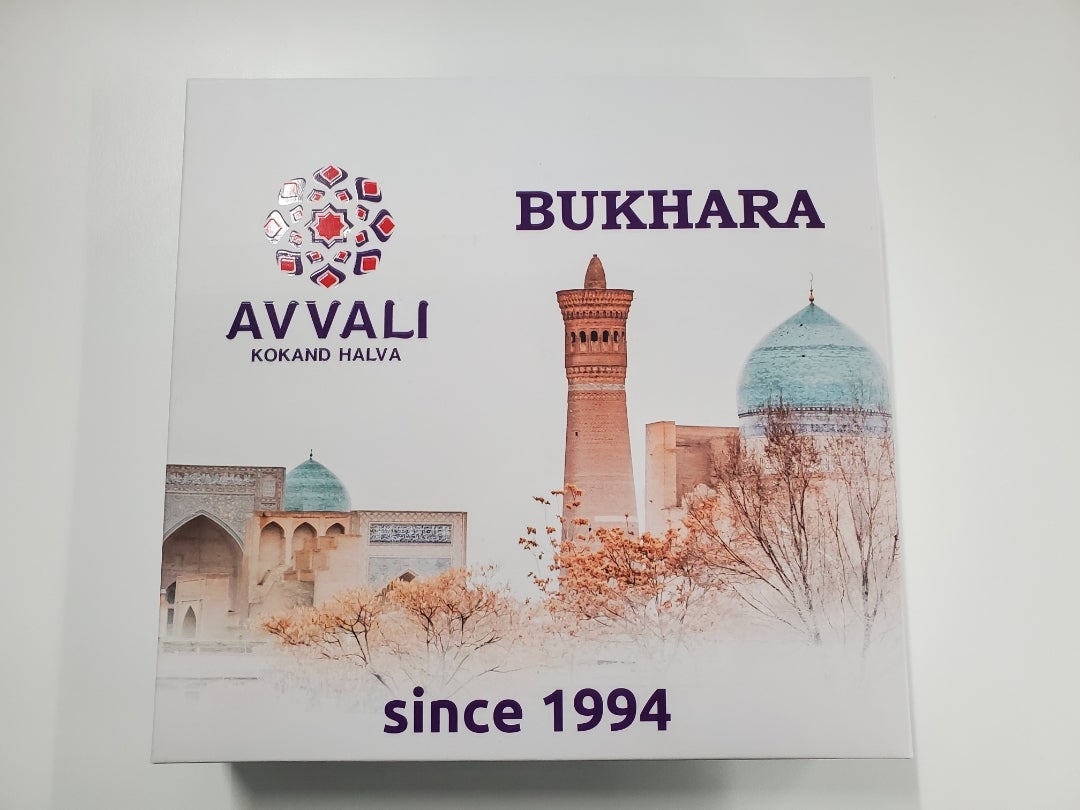 AVVALI
KOKAND HALVA
BUKHARA
since 1994